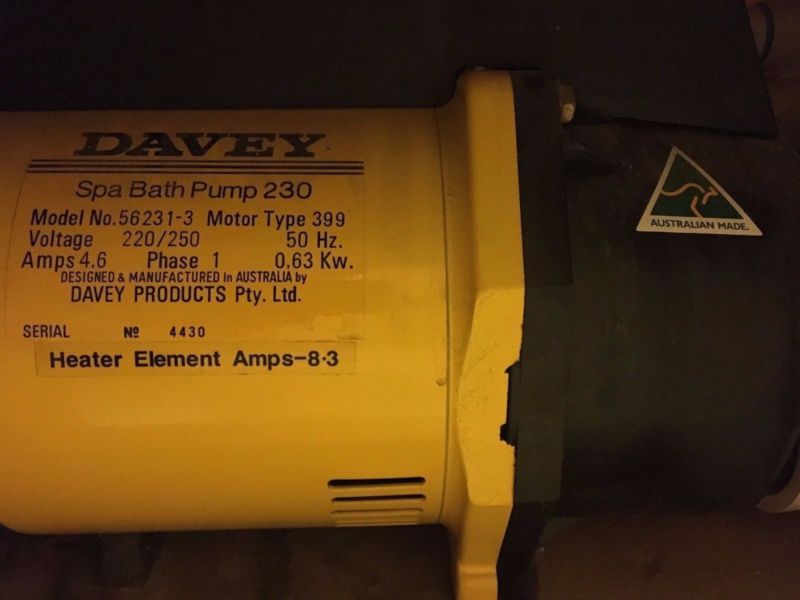 DAVEY
Spa Bath Pump 230
Model No.56231-3 Motor Type 399
Voltage 220/250 50 Hz.
Amps 4.6 Phase 1 0,63 Kw.
DESIGNED & MANUFACTURED In AUSTRALIA by
DAVEY PRODUCTS Pty. Ltd.
SERIAL Nº 4430
Heater Element Amps-8·3
AUSTRALIAN MADE.